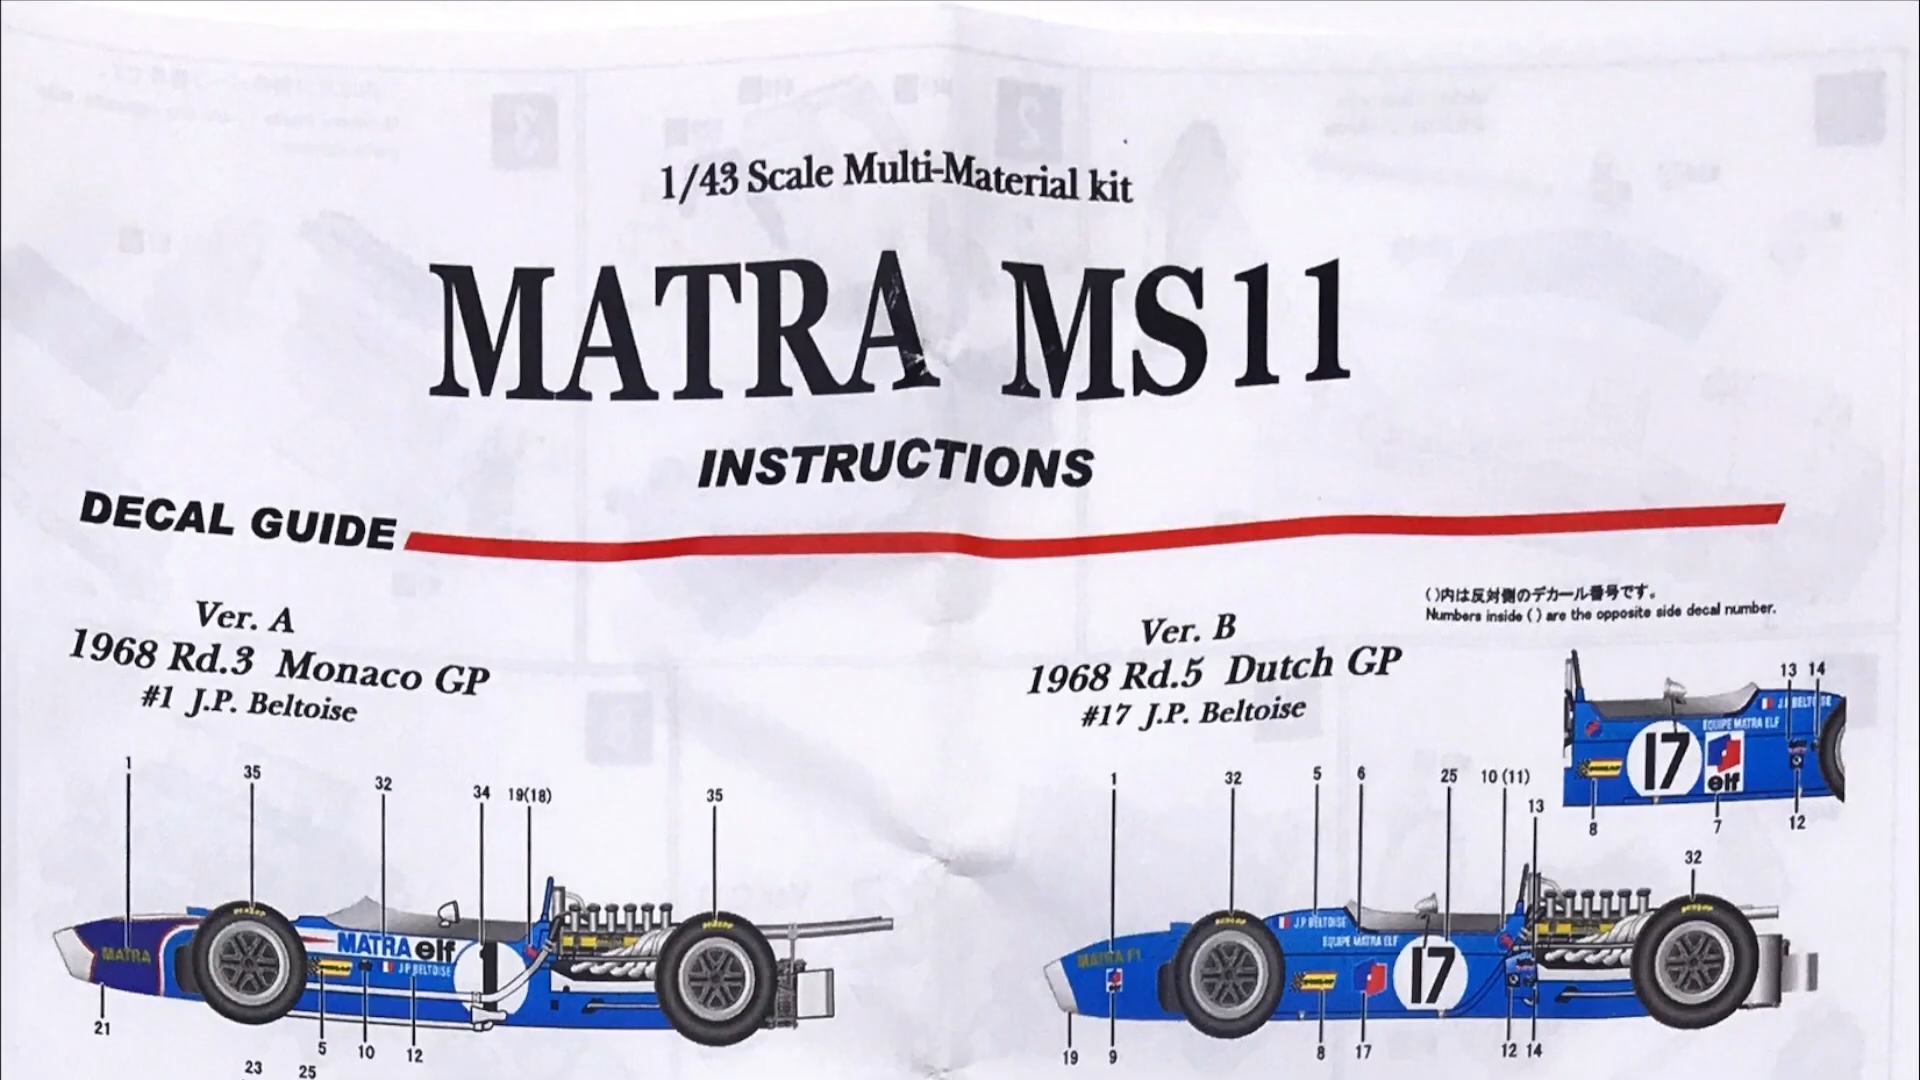 1/43 Scale Multi-Material kit
MATRA MS11
INSTRUCTIONS
DECAL GUIDE
()内は反対側のデカール番号です。
Numbers inside ( ) are the opposite side decal number.
Ver. A
1968 Rd.3 Monaco GP
#1 J.P. Beltoise
1
35
32
34
19(18)
35
MATRA
MATRA elf
J P BELTOISE
1
DUNLOP
21
5
10
12
23
25
Ver. B
1968 Rd.5 Dutch GP
#17 J.P. Beltoise
13 14
EQUIPE MATRA ELF
17
elf
8
7
12
1
32
5
6
25
10 (11)
13
32
J.P BELTOISE
EQUIPE MATRA ELF
MATRA F1
17
19
9
8
17
12 14